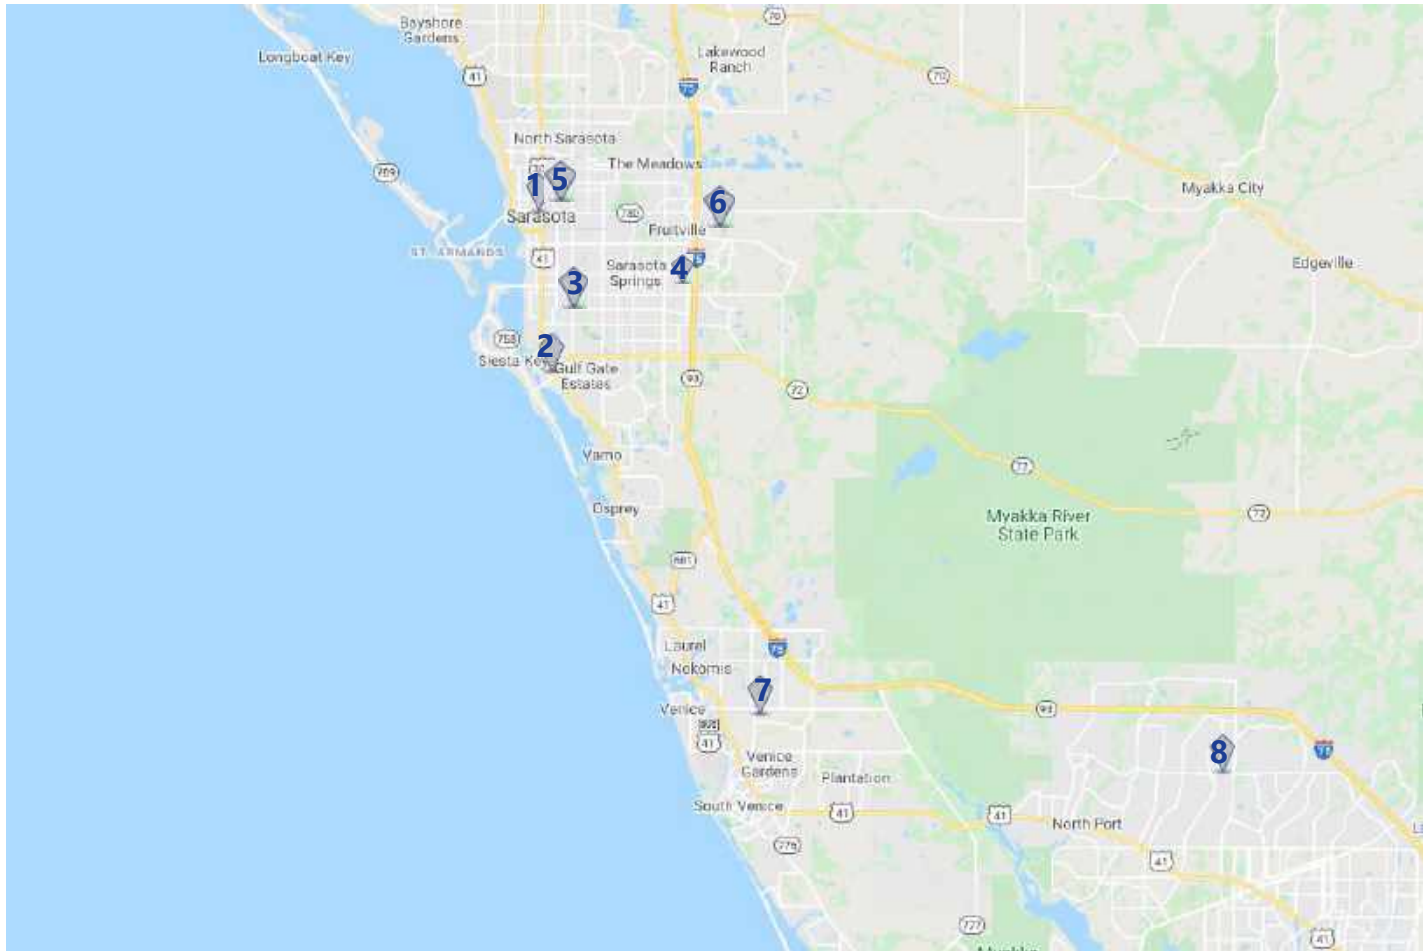 70
Bayshore
Gardens
Longboat Key
Lakewood
Ranch
41
70
75
North Sarasota
The Meadows
789
1
5
Myakka City
6
Sarasota
780
Fruitville
ST. ARMANDS
41
Sarasota
Springs
4
Edgeville
3
758
2
Siesta Key
Gulf Gate
Estates
93
72
Vamo
72
Osprey
72
Myakka River
State Park
681
41
Laurel
75
Nokomis
7
Venice
93
BUS
41
8
75
Venice
Gardens
Plantation
South Venice
41
41
North Port
776
41
777
41
Myakka